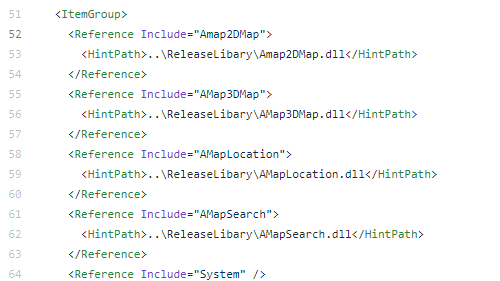 51 <ItemGroup>
52 <Reference Include="Amap2DMap">
53 <HintPath>..\ReleaseLibary\Amap2DMap.dll</HintPath>
54 </Reference>
55 <Reference Include="AMap3DMap">
56 <HintPath>..\ReleaseLibary\AMap3DMap.dll</HintPath>
57 </Reference>
58 <Reference Include="AMapLocation">
59 <HintPath>..\ReleaseLibary\AMapLocation.dll</HintPath>
60 </Reference>
61 <Reference Include="AMapSearch">
62 <HintPath>..\ReleaseLibary\AMapSearch.dll</HintPath>
63 </Reference>
64 <Reference Include="System" />